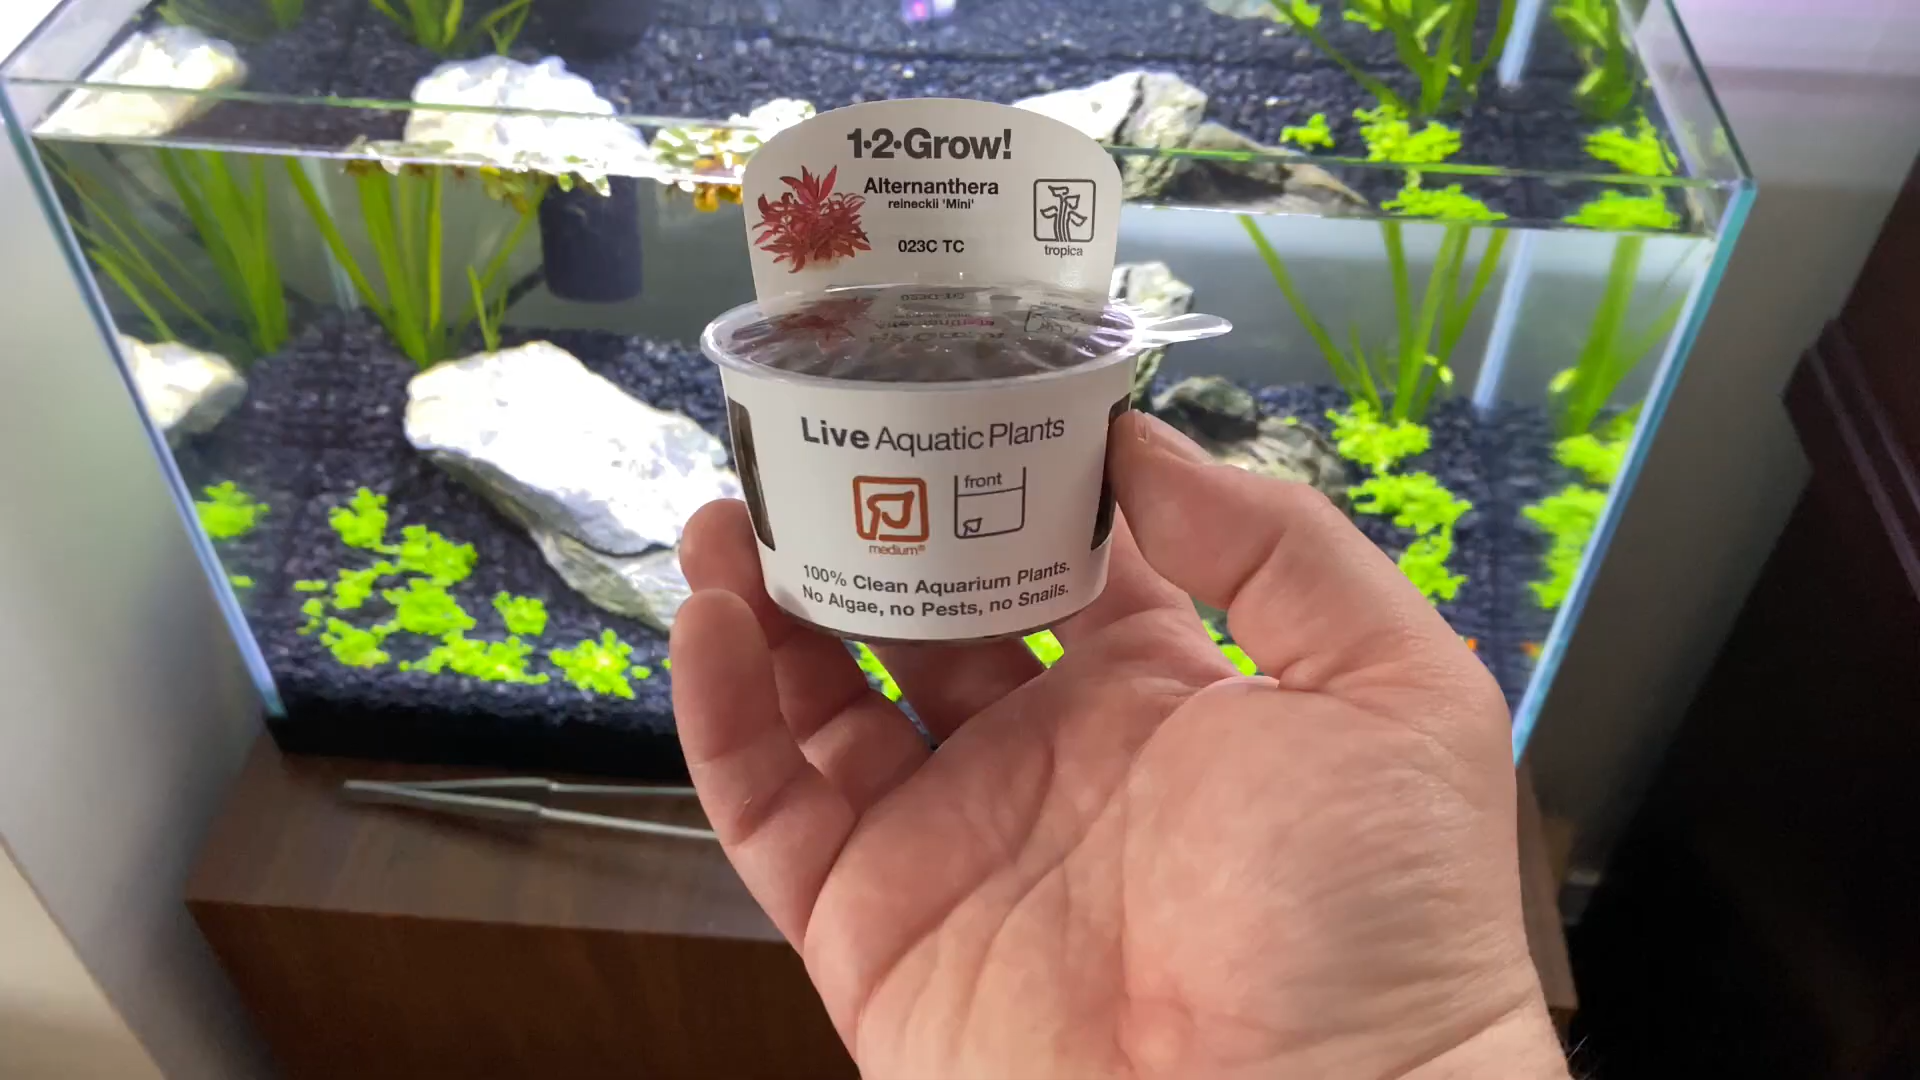 1·2·Grow!
Alternanthera
reineckii 'Mini'
023C TC
tropica
Live Aquatic Plants
front
medium
100% Clean Aquarium Plants.
No Algae, no Pests, no Snails.